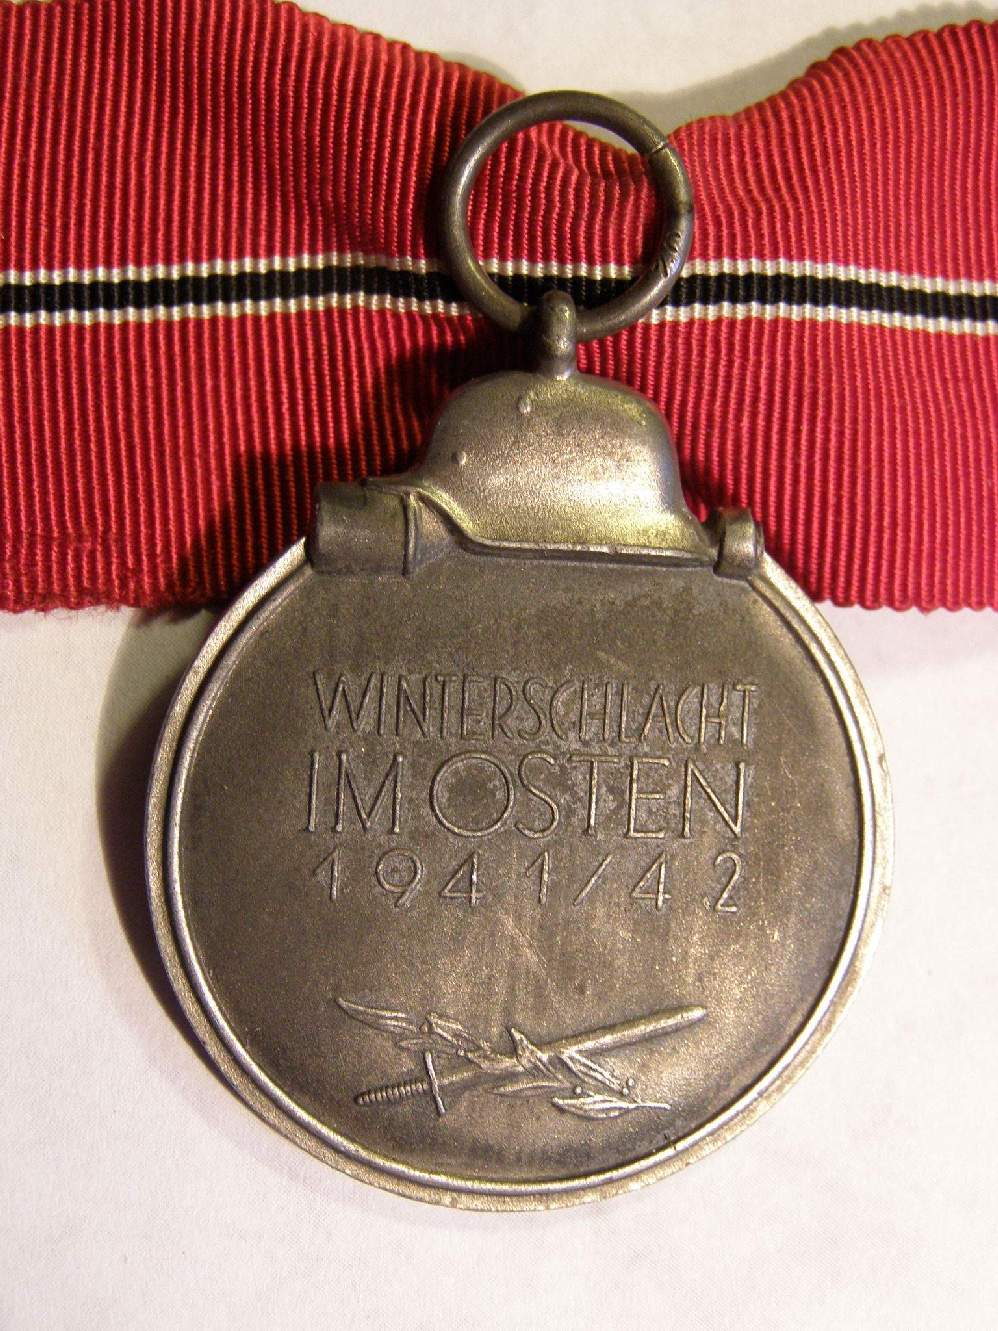 WINTERSCHLACHT
IM OSTEN
1941/42